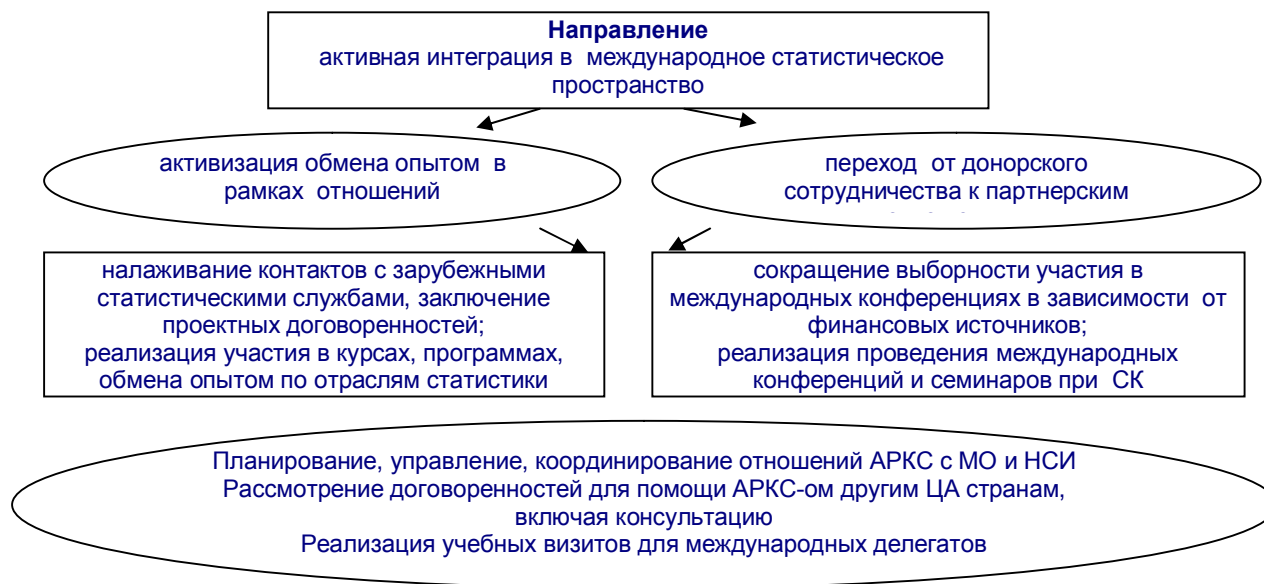 Направление
активная интеграция в международное статистическое
пространство
активизация обмена опытом в
рамках отношений
переход от донорского
сотрудничества к партнерским
налаживание контактов с зарубежными
статистическими службами, заключение
проектных договоренностей;
реализация участия в курсах, программах,
обмена опытом по отраслям статистики
сокращение выборности участия в
международных конференциях в зависимости от
финансовых источников;
реализация проведения международных
конференций и семинаров при СК
Планирование, управление, координирование отношений АРКС с МО и НСИ
Рассмотрение договоренностей для помощи АРКС-ом другим ЦА странам,
включая консультацию
Реализация учебных визитов для международных делегатов